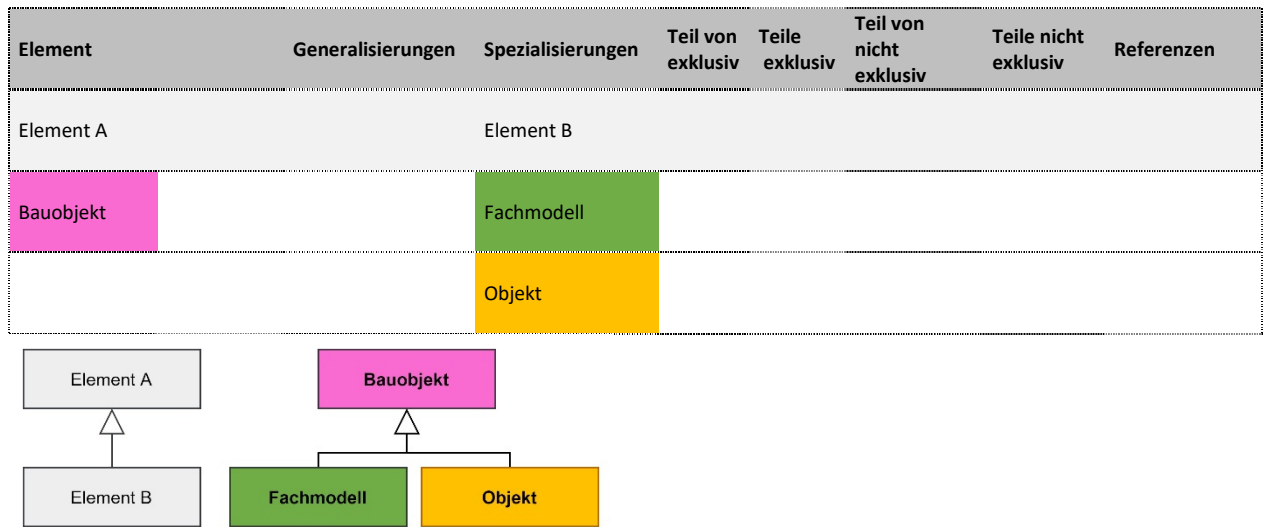 Element Generalisierungen Spezialisierungen Teil von exklusiv Teile exklusiv Teil von nicht exklusiv Teile nicht exklusiv Referenzen
Element A Element B
Bauobjekt Fachmodell
Objekt
Element A Bauobjekt
Element B Fachmodell Objekt